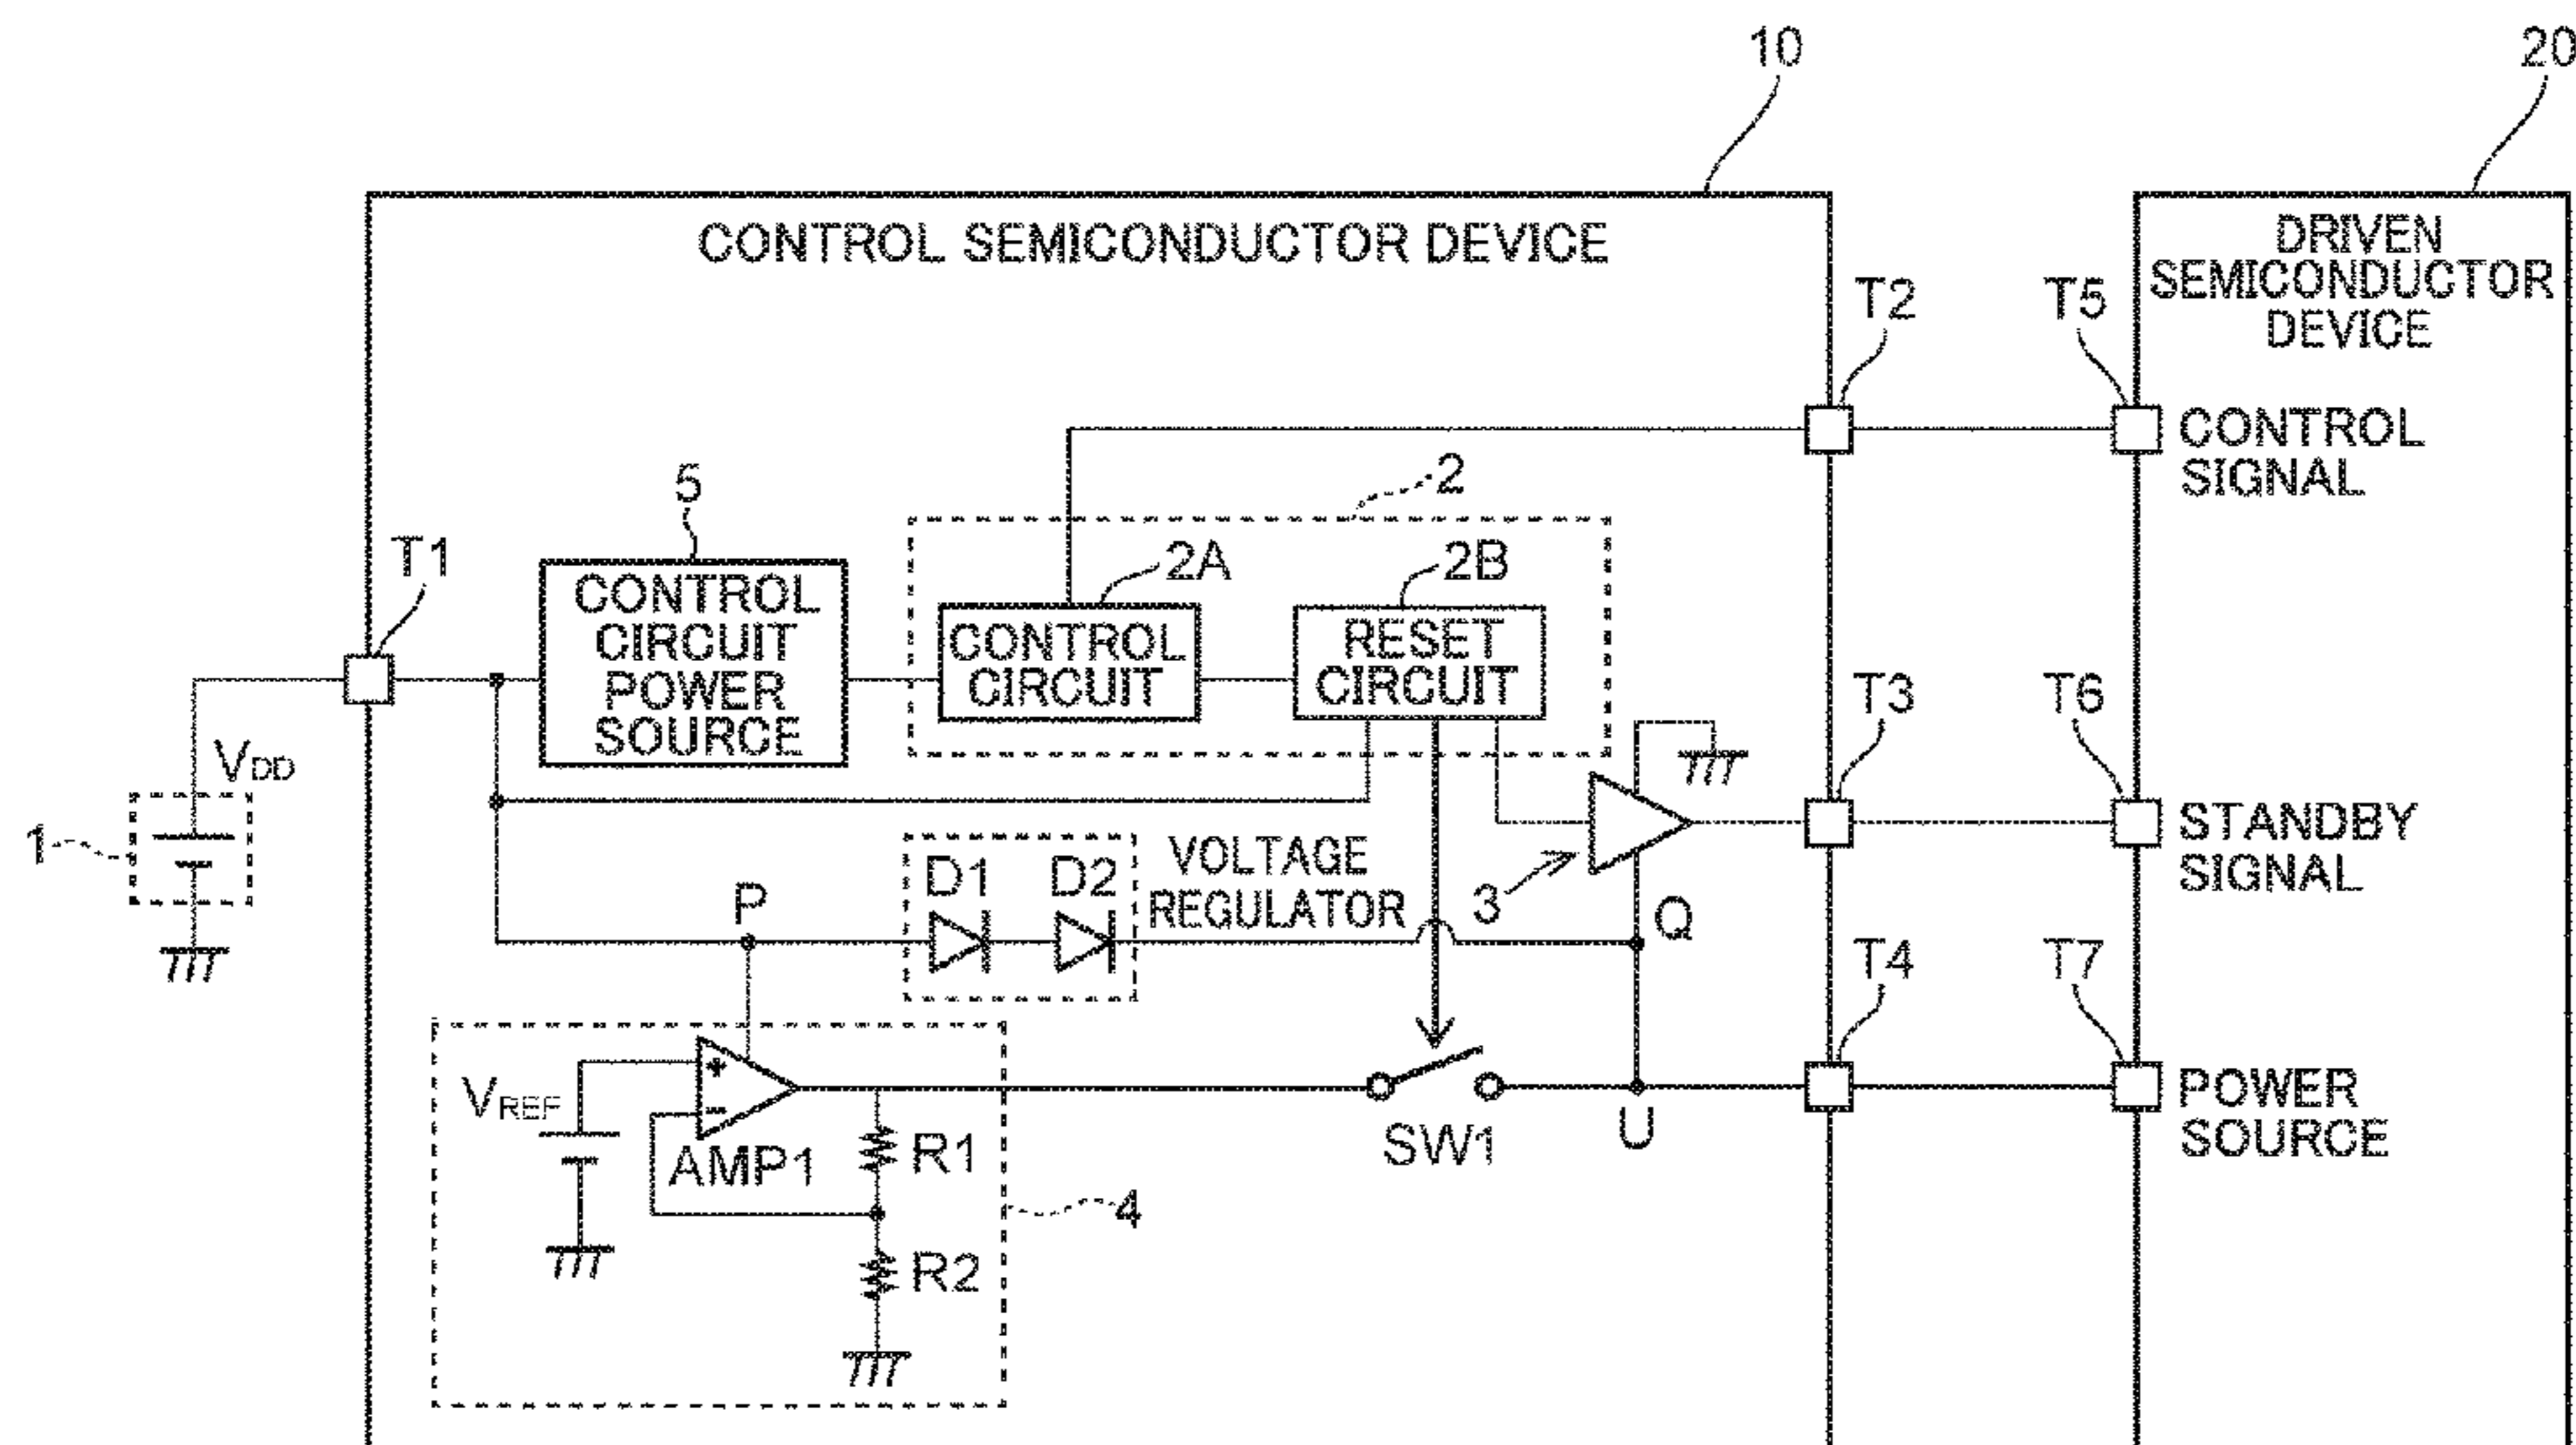 10
20
CONTROL SEMICONDUCTOR DEVICE
DRIVEN
SEMICONDUCTOR
DEVICE
T2
T5
CONTROL
SIGNAL
5
2
T1
CONTROL
CIRCUIT
POWER
SOURCE
2A
CONTROL
CIRCUIT
2B
RESET
CIRCUIT
T3
T6
STANDBY
SIGNAL
VDD
1
P
D1
D2
VOLTAGE
REGULATOR
3
Q
T4
T7
POWER
SOURCE
VREF
+
-
AMP1
R1
R2
4
SW1
U